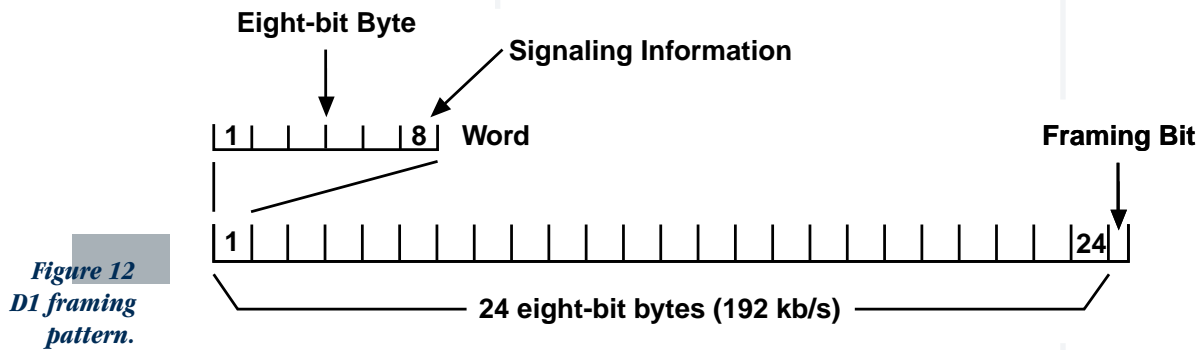 Eight-bit Byte
Signaling Information
1 8 Word
Framing Bit
1 24
24 eight-bit bytes (192 kb/s)
Figure 12
D1 framing
pattern.